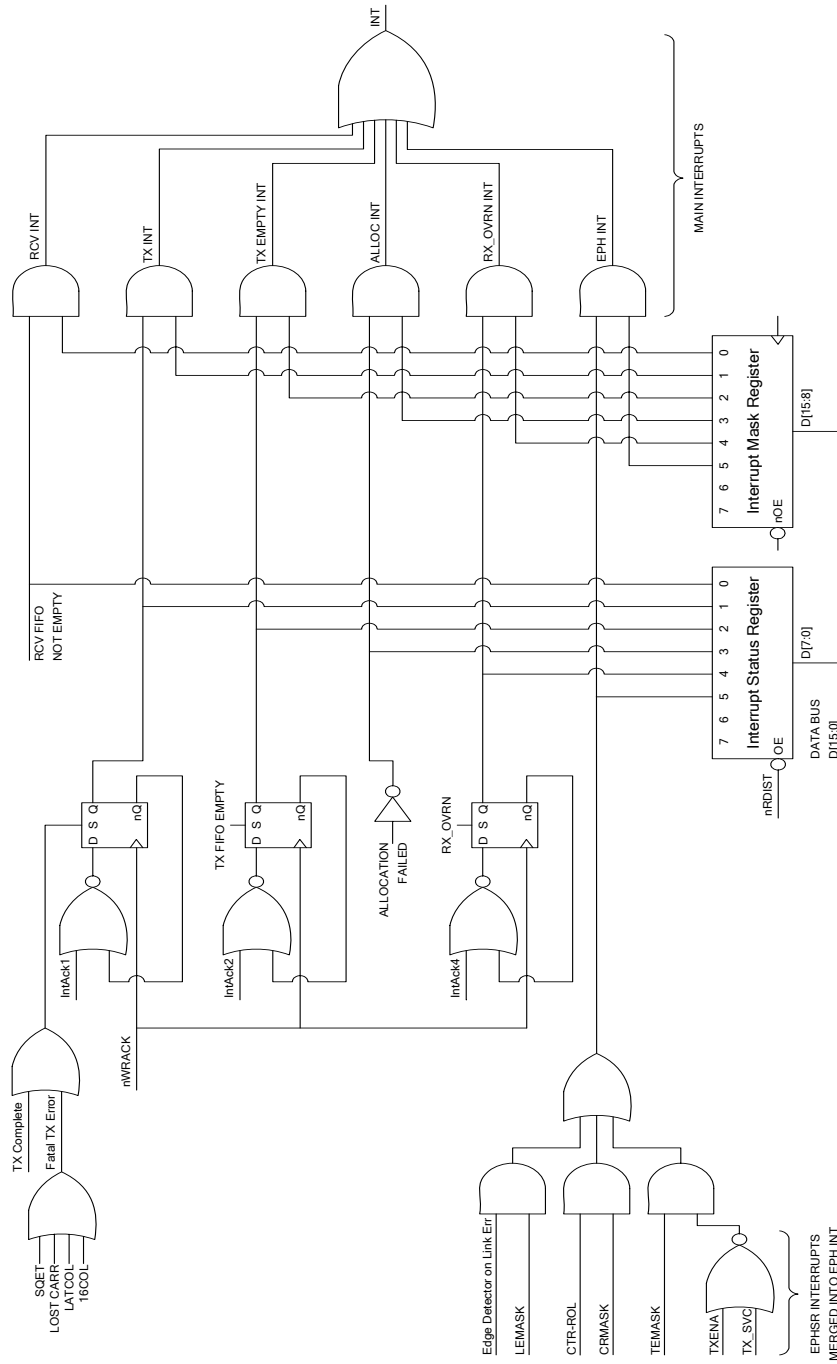 INT
RCV INT
TX INT
TX EMPTY INT
ALLOC INT
RX_OVRN INT
EPH INT
MAIN INTERRUPTS
RCV FIFO
NOT EMPTY
0
1
2
3
4
5
6
7
Interrupt Mask Register
nOE
D[15:8]
0
1
2
3
4
5
6
7
Interrupt Status Register
OE
nRDIST
D[7:0]
DATA BUS
D[15:0]
D S Q
nQ
IntAck1
TX FIFO EMPTY
D S Q
nQ
IntAck2
ALLOCATION
FAILED
RX_OVRN
D S Q
nQ
IntAck4
nWRACK
TX Complete
Fatal TX Error
SQET
LOST CARR
LATCOL
16COL
Edge Detector on Link Err
LEMASK
CTR-ROL
CRMASK
TEMASK
TXENA
TX_SVC
EPHSR INTERRUPTS
MERGED INTO EPH INT